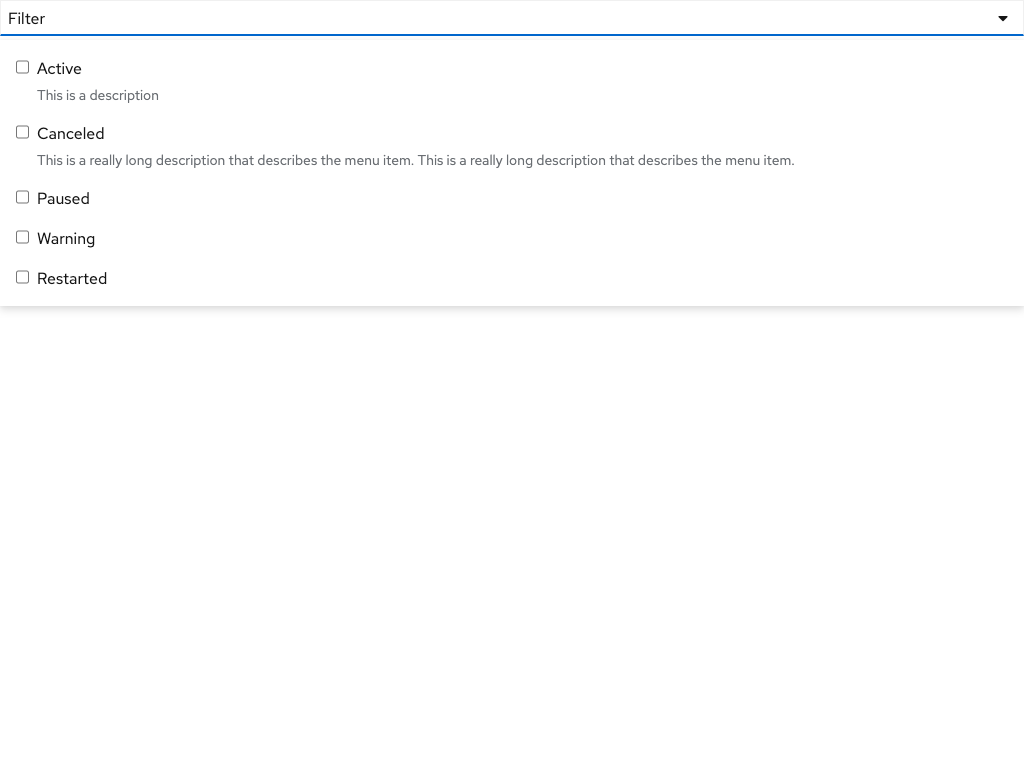 Filter
Active
This is a description
Canceled
This is a really long description that describes the menu item. This is a really long description that describes the menu item.
Paused
Warning
Restarted